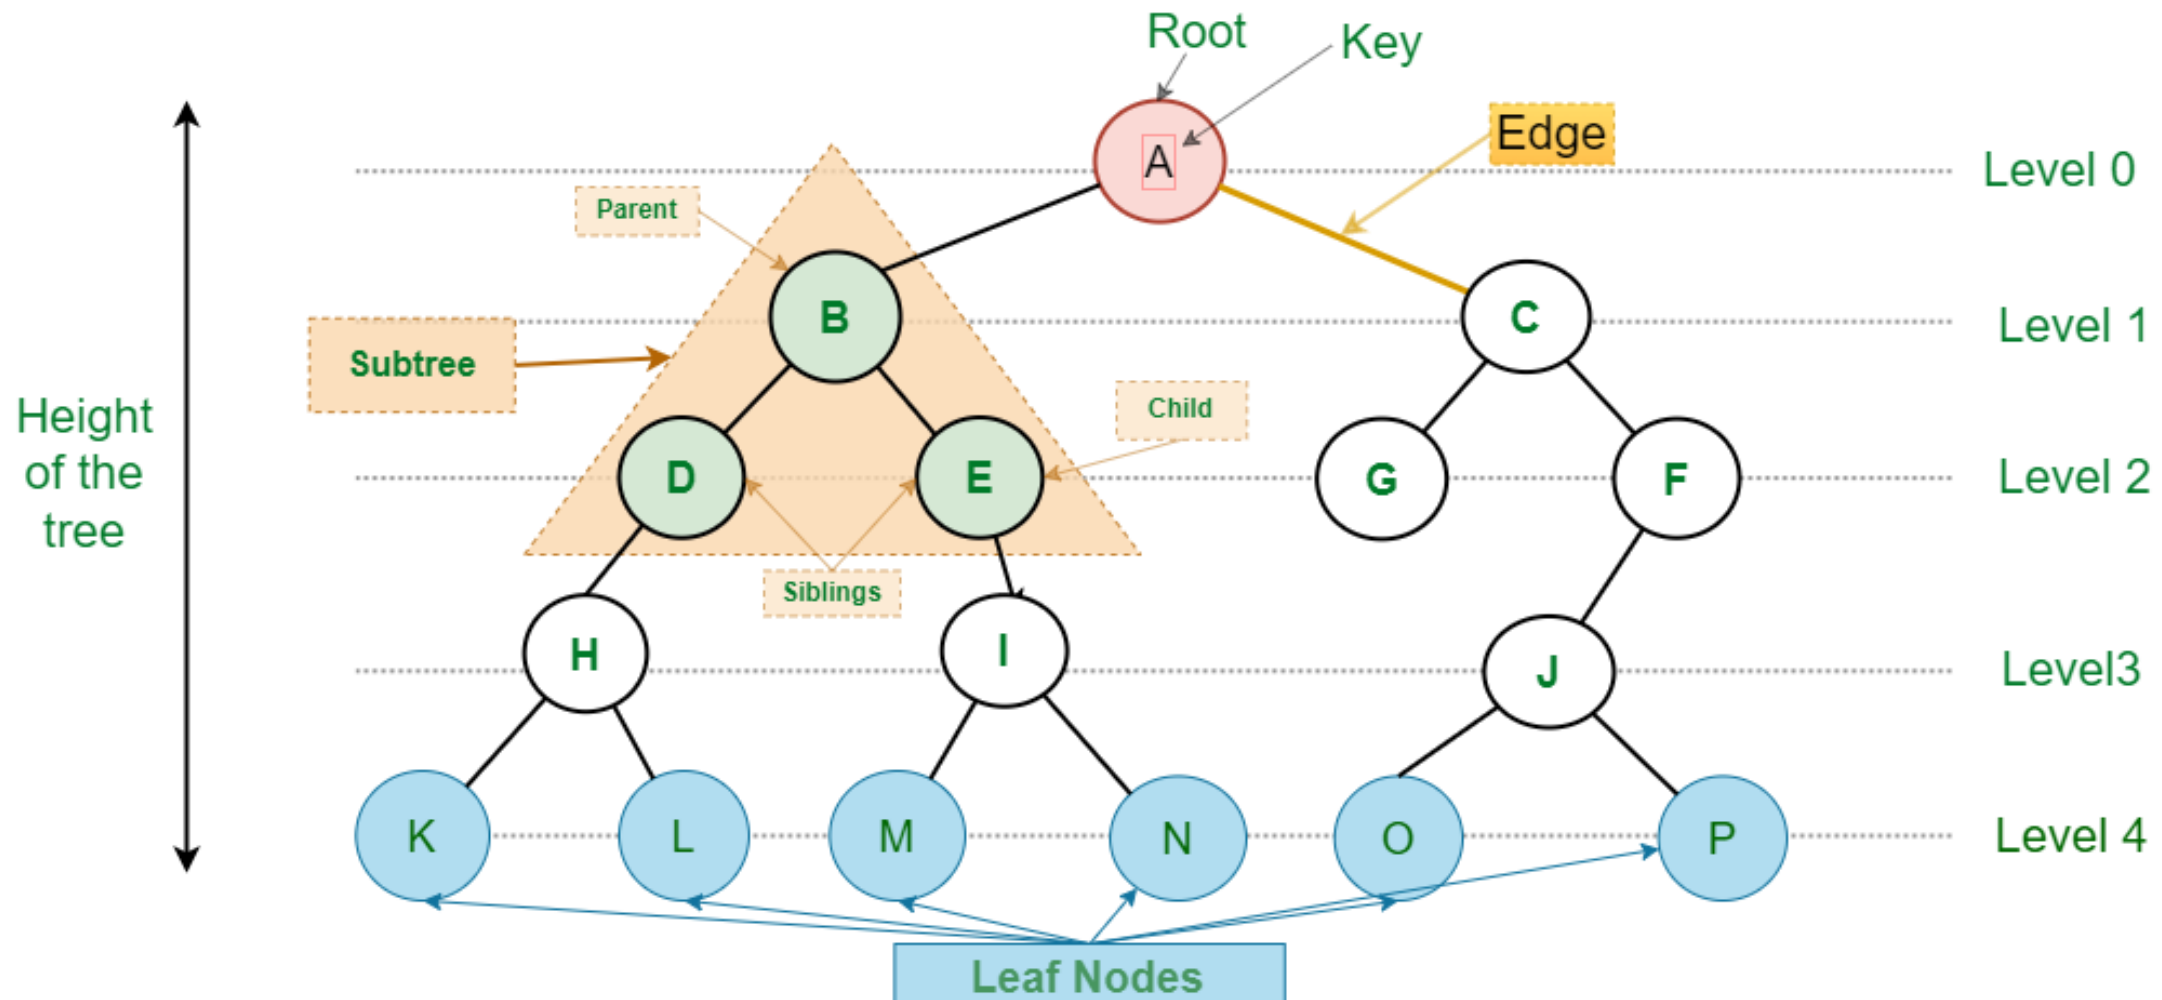 Root
Key
Edge
A
Level 0
Parent
B
C
Level 1
Subtree
Child
Height
of the
tree
D
E
G
F
Level 2
Siblings
H
I
J
Level3
K
L
M
N
O
P
Level 4
Leaf Nodes